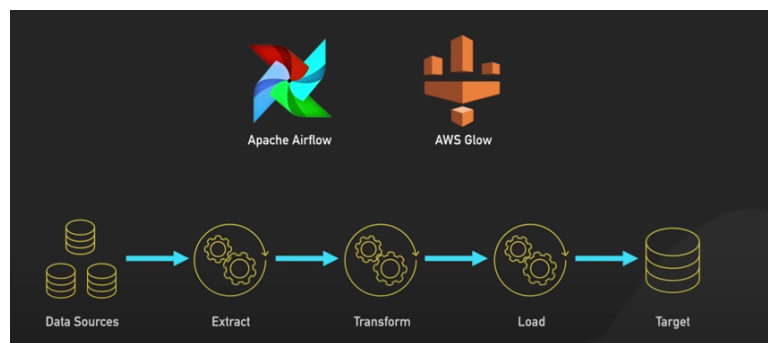 Apache Airflow
AWS Glow
Data Sources
Extract
Transform
Load
Target